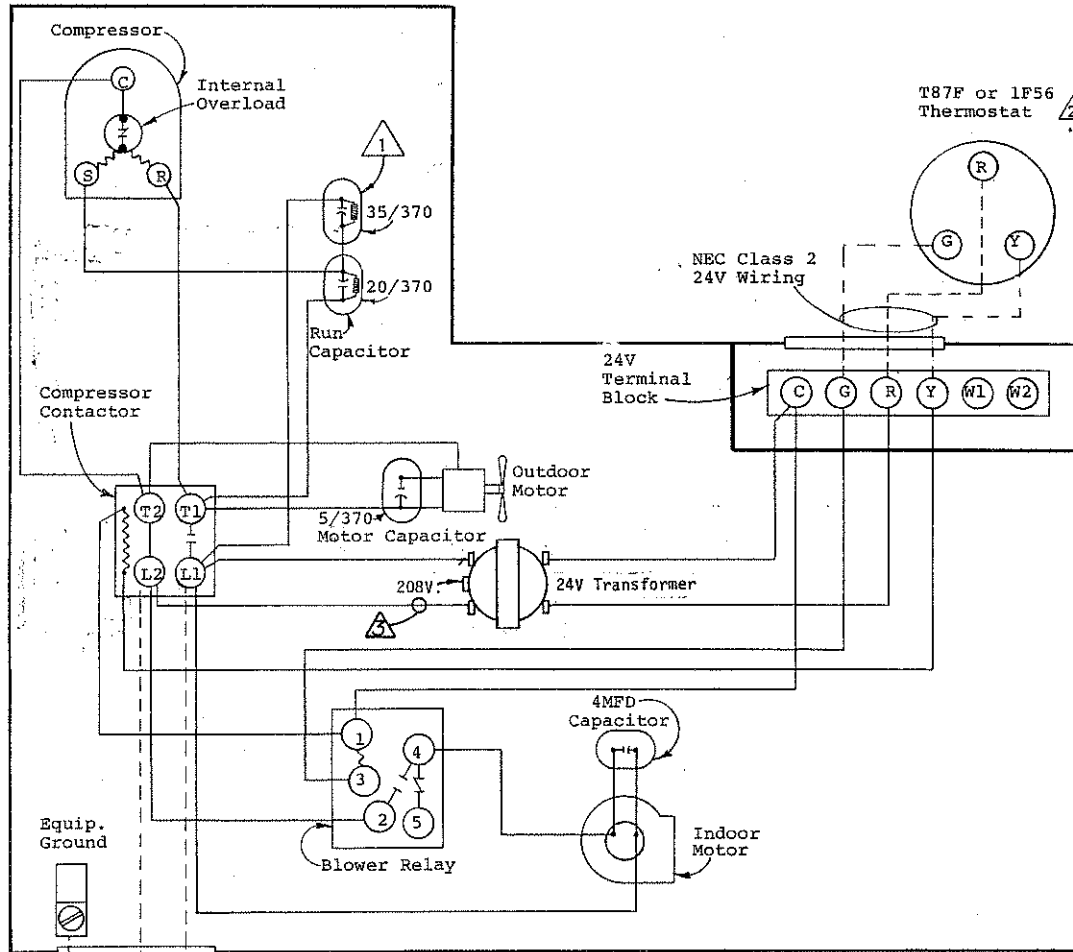 Compressor
C
Internal
Overload
S
R
1
35/370
20/370
Run
Capacitor
T87F or 1F56
Thermostat
2
R
G
Y
NEC Class 2
24V Wiring
24V
Terminal
Block
C
G
R
Y
W1
W2
Compressor
Contactor
T2
T1
L2
L1
Outdoor
Motor
5/370
Motor Capacitor
208V.
24V Transformer
3
4MFD
Capacitor
1
3
4
2
5
Blower Relay
Indoor
Motor
Equip.
Ground